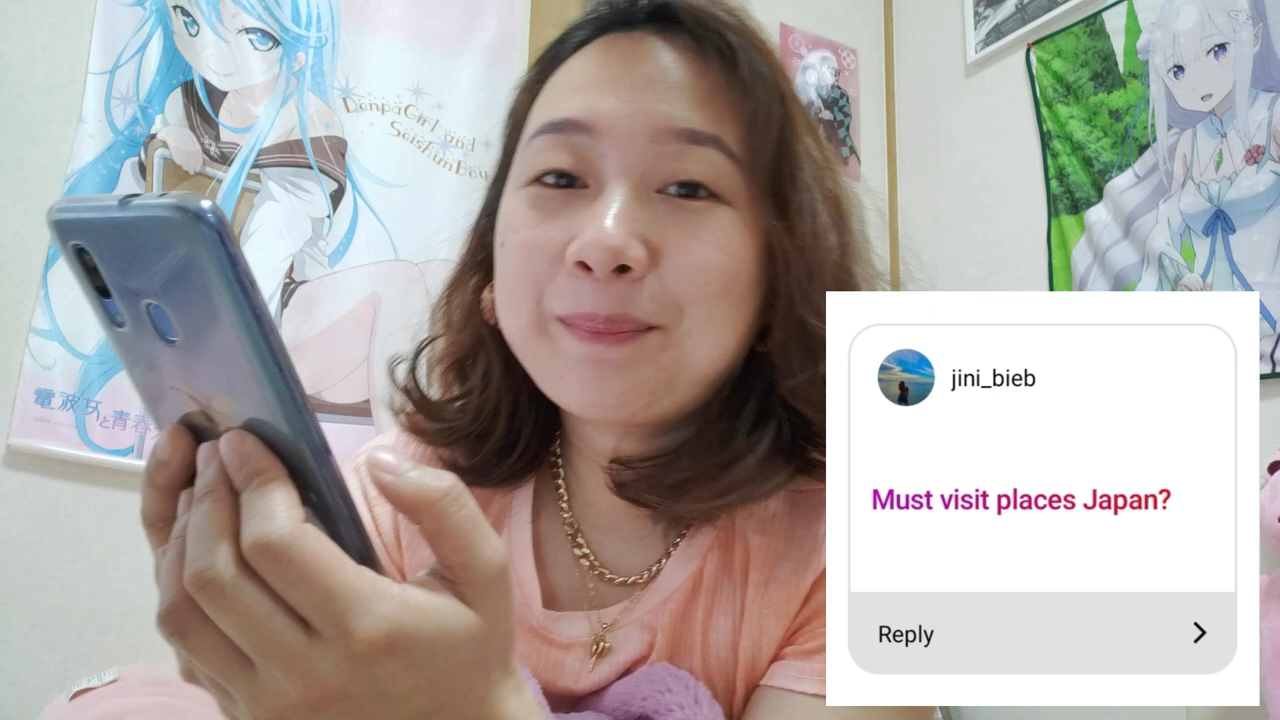 DenpaGirl and
SeishunBoy
電波女と青春
jini_bieb
Must visit places Japan?
Reply